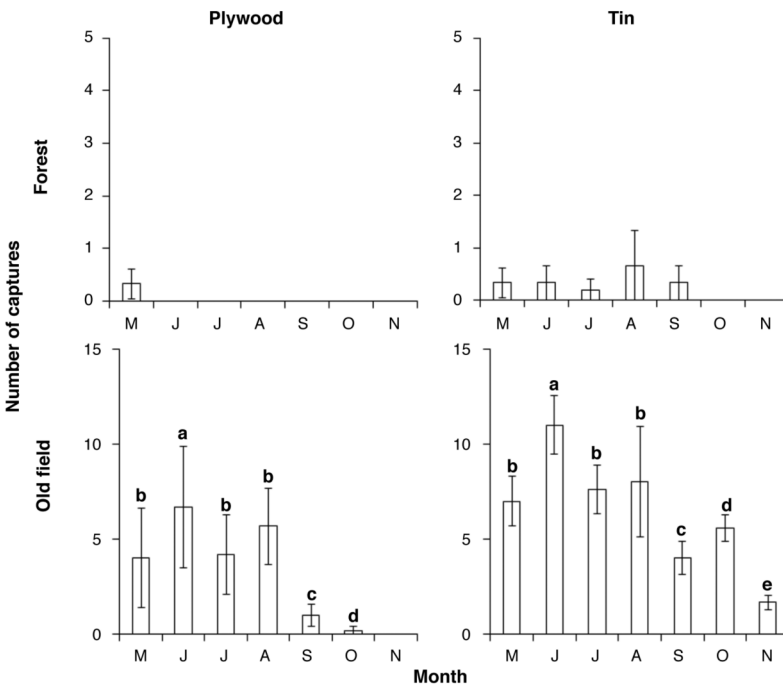 Plywood
Tin
Number of captures
Forest
5
4
3
2
1
0
M J J A S O N
5
4
3
2
1
0
M J J A S O N
Old field
15
10
5
0
b a b b c d
M J J A S O N
15
10
5
0
b a b b c d e
M J J A S O N
Month